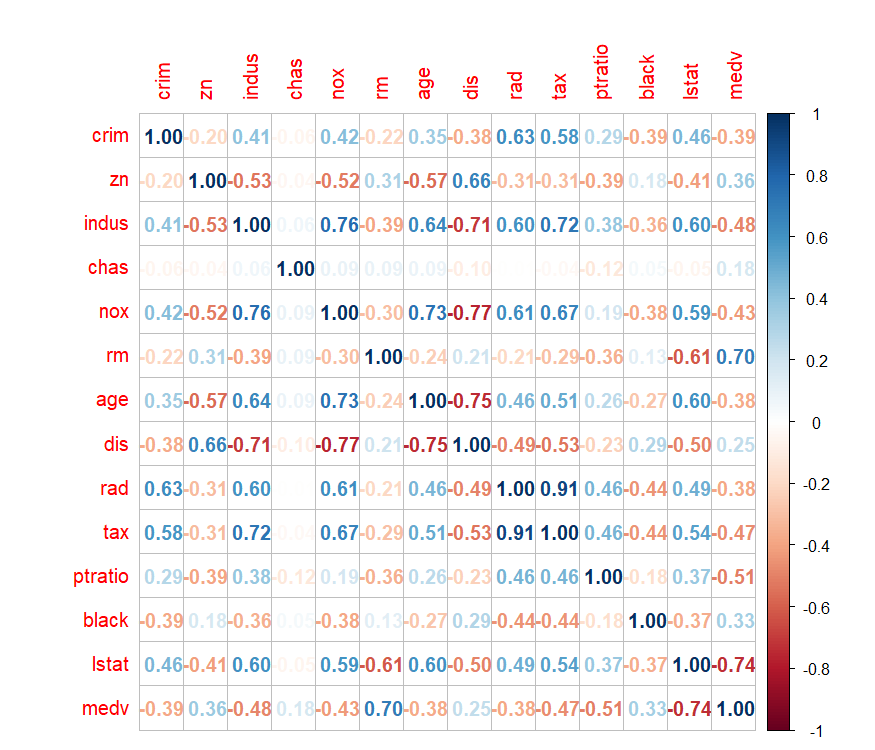 crim zn indus chas nox rm age dis rad tax ptratio black lstat medv
crim 1.00 -0.20 0.41 -0.06 0.42 -0.22 0.35 -0.38 0.63 0.58 0.29 -0.39 0.46 -0.39 1
zn -0.20 1.00 -0.53 -0.04 -0.52 0.31 -0.57 0.66 -0.31 -0.31 -0.39 0.18 -0.41 0.36 0.8
indus 0.41 -0.53 1.00 0.06 0.76 -0.39 0.64 -0.71 0.60 0.72 0.38 -0.36 0.60 -0.48 0.6
chas -0.06 -0.04 0.06 1.00 0.09 0.09 0.09 -0.10 -0.04 -0.12 0.05 -0.05 0.18
nox 0.42 -0.52 0.76 0.09 1.00 -0.30 0.73 -0.77 0.61 0.67 0.19 -0.38 0.59 -0.43 0.4
rm -0.22 0.31 -0.39 0.09 -0.30 1.00 -0.24 0.21 -0.21 -0.29 -0.36 0.13 -0.61 0.70 0.2
age 0.35 -0.57 0.64 0.09 0.73 -0.24 1.00 -0.75 0.46 0.51 0.26 -0.27 0.60 -0.38 0
dis -0.38 0.66 -0.71 -0.10 -0.77 0.21 -0.75 1.00 -0.49 -0.53 -0.23 0.29 -0.50 0.25
rad 0.63 -0.31 0.60 0.61 -0.21 0.46 -0.49 1.00 0.91 0.46 -0.44 0.49 -0.38 -0.2
tax 0.58 -0.31 0.72 -0.04 0.67 -0.29 0.51 -0.53 0.91 1.00 0.46 -0.44 0.54 -0.47 -0.4
ptratio 0.29 -0.39 0.38 -0.12 0.19 -0.36 0.26 -0.23 0.46 0.46 1.00 -0.18 0.37 -0.51
black -0.39 0.18 -0.36 0.05 -0.38 0.13 -0.27 0.29 -0.44 -0.44 -0.18 1.00 -0.37 0.33 -0.6
lstat 0.46 -0.41 0.60 -0.05 0.59 -0.61 0.60 -0.50 0.49 0.54 0.37 -0.37 1.00 -0.74 -0.8
medv -0.39 0.36 -0.48 0.18 -0.43 0.70 -0.38 0.25 -0.38 -0.47 -0.51 0.33 -0.74 1.00 -1